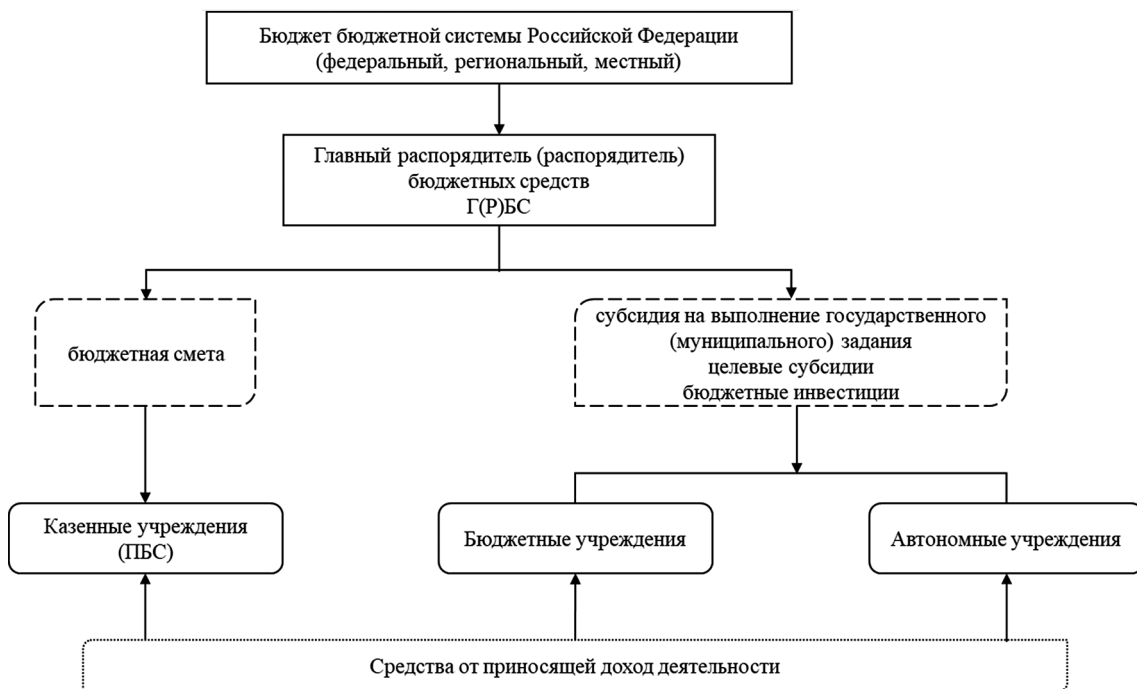 Бюджет бюджетной системы Российской Федерации
(федеральный, региональный, местный)
Главный распорядитель (распорядитель)
бюджетных средств
Г(Р)БС
бюджетная смета
субсидия на выполнение государственного
(муниципального) задания
целевые субсидии
бюджетные инвестиции
Казенные учреждения
(ПБС)
Бюджетные учреждения
Автономные учреждения
Средства от приносящей доход деятельности